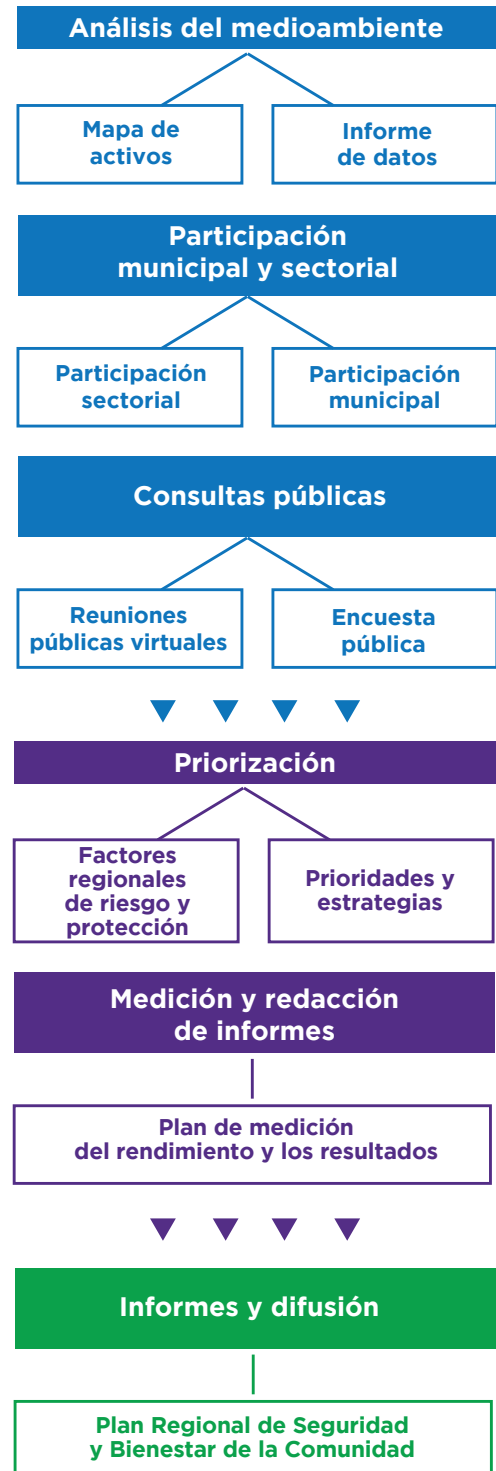 Análisis del medioambiente
Mapa de
activos
Informe
de datos
Participación
municipal y sectorial
Participación
sectorial
Participación
municipal
Consultas públicas
Reuniones
públicas virtuales
Encuesta
pública
Priorización
Factores
regionales
de riesgo y
protección
Prioridades y
estrategias
Medición y redacción
de informes
Plan de medición
del rendimiento y los resultados
Informes y difusión
Plan Regional de Seguridad
y Bienestar de la Comunidad